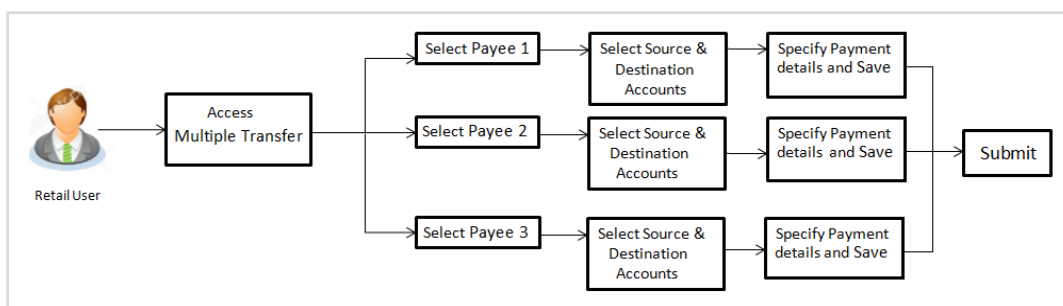 Retail User
Access
Multiple Transfer
Select Payee 1
Select Source &
Destination
Accounts
Specify Payment
details and Save
Select Payee 2
Select Source &
Destination
Accounts
Specify Payment
details and Save
Select Payee 3
Select Source &
Destination
Accounts
Specify Payment
details and Save
Submit